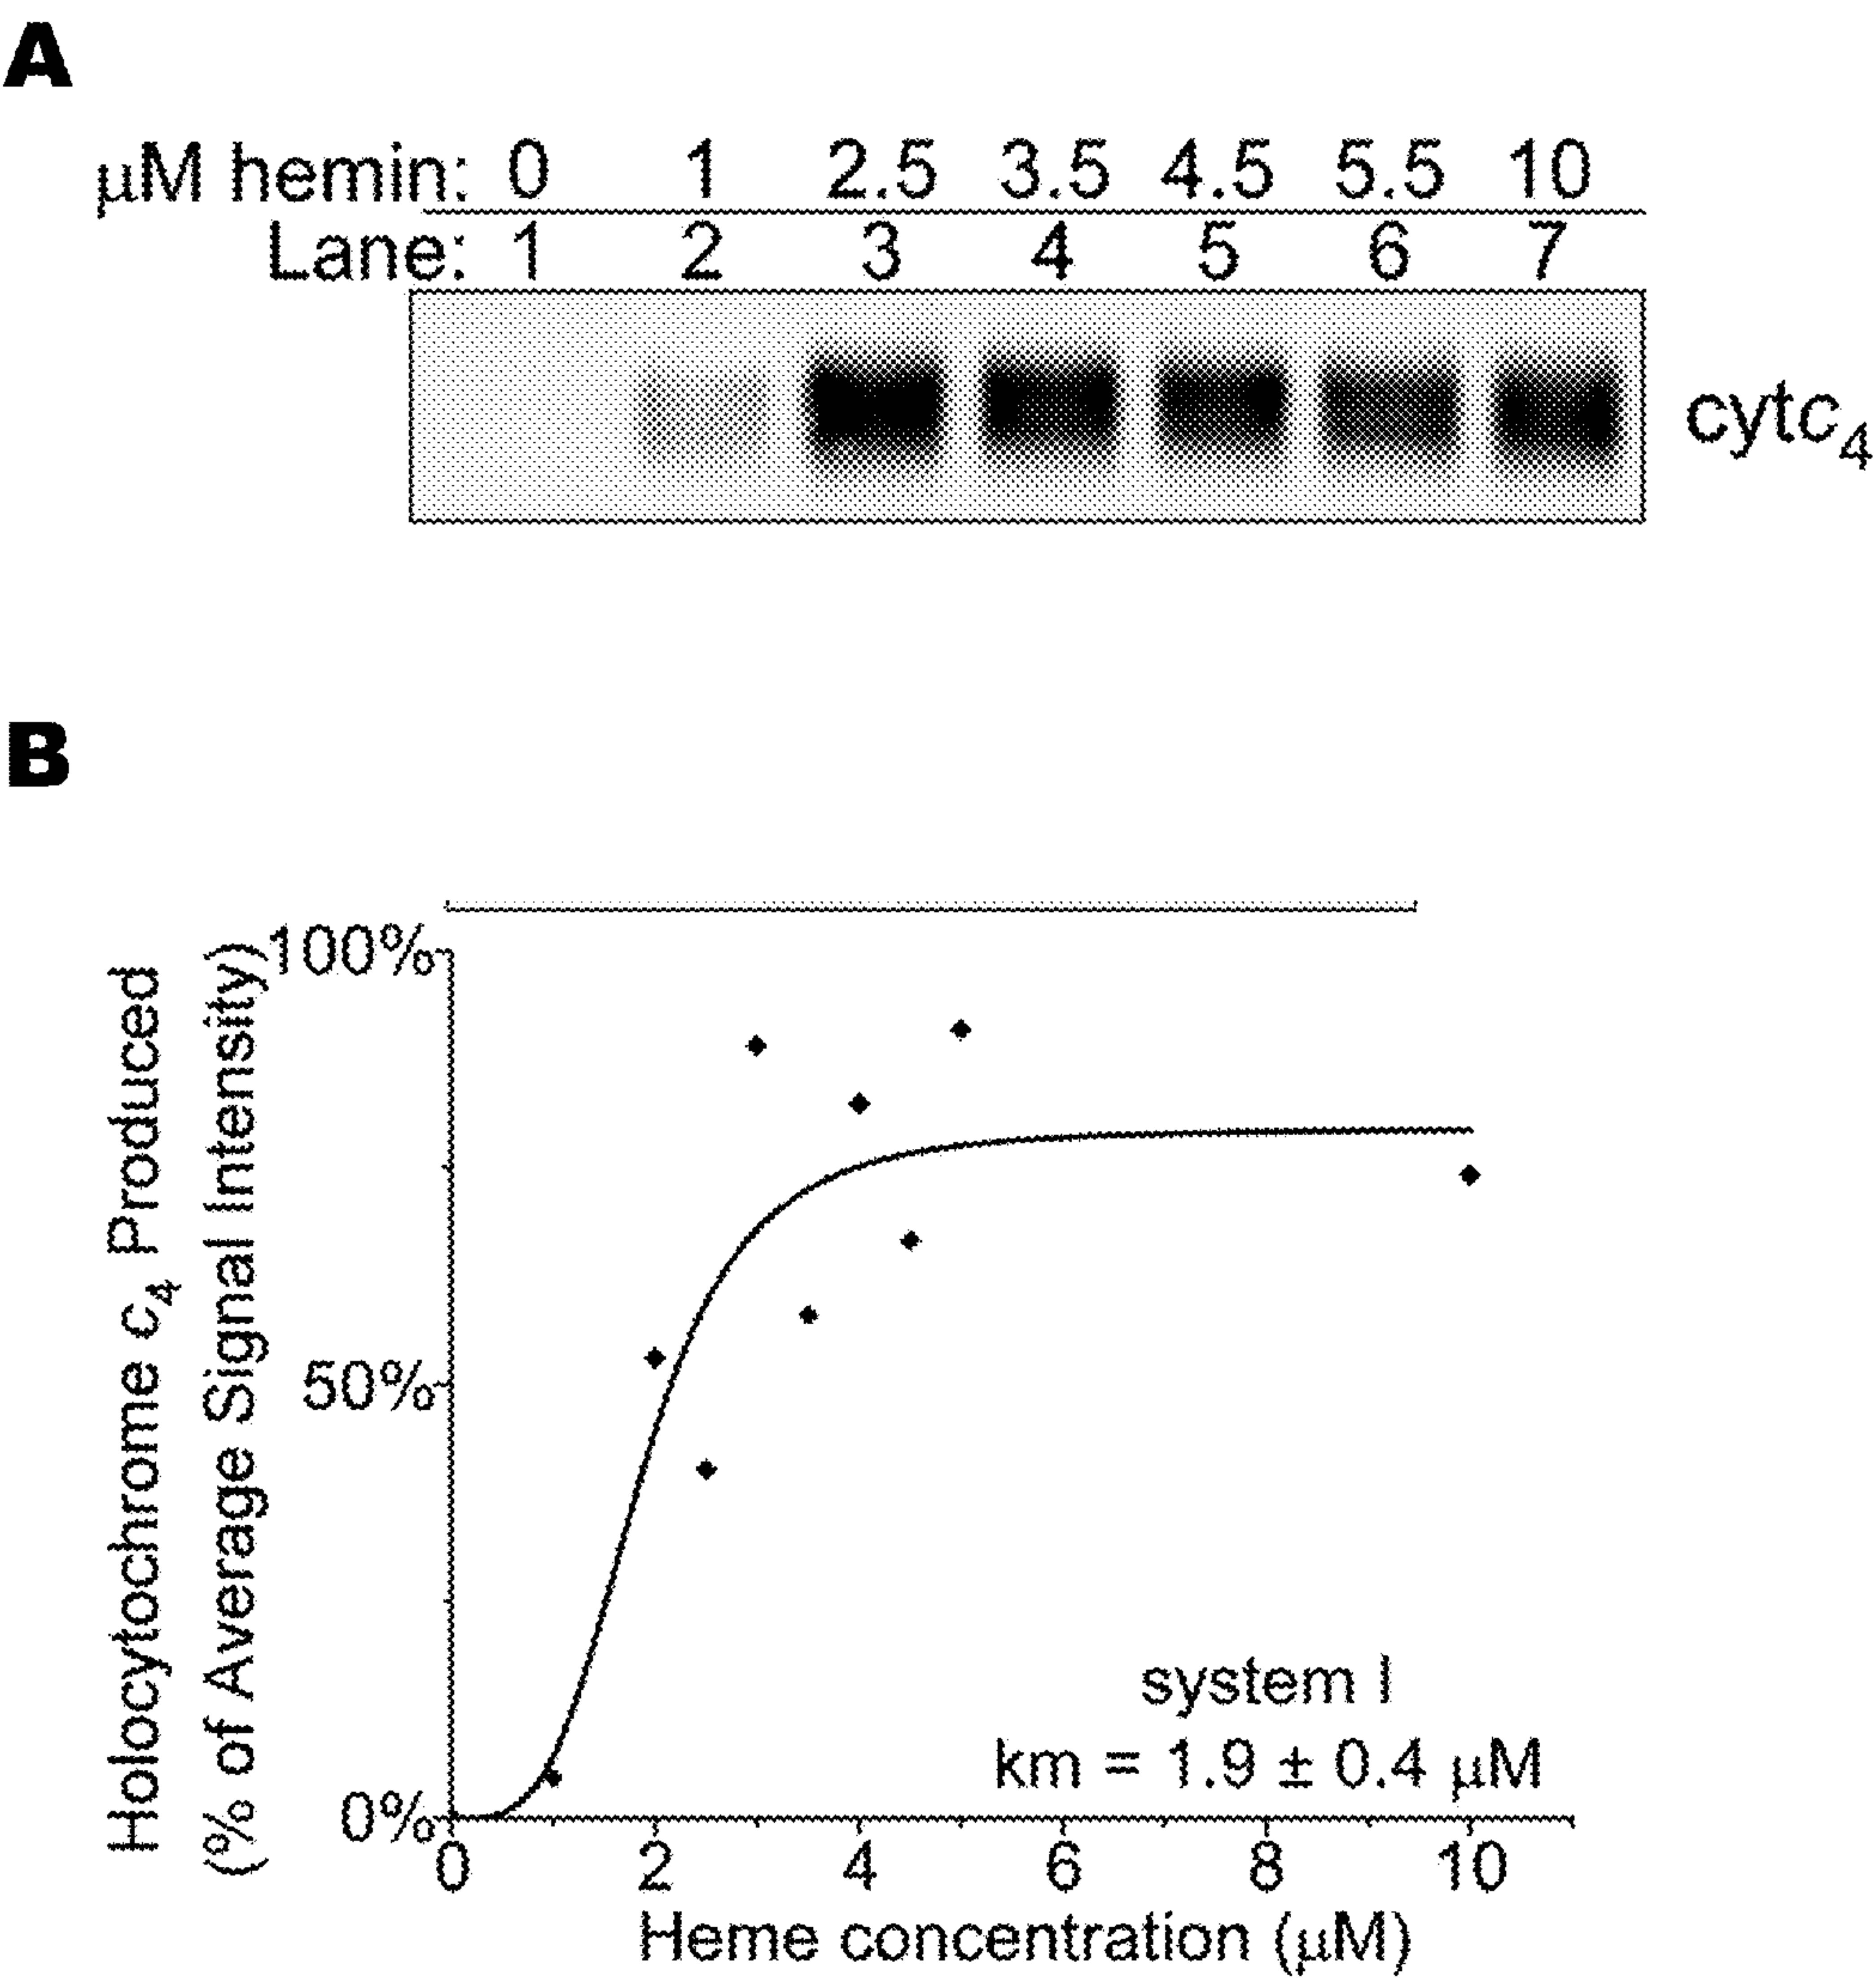 A
µM hemin: 0 1 2.5 3.5 4.5 5.5 10
Lane: 1 2 3 4 5 6 7
cytc4
B
Holocytochrome c4 Produced
(% of Average Signal Intensity)
100%
50%
0%
system I
km = 1.9 ± 0.4 µM
0 2 4 6 8 10
Heme concentration (µM)